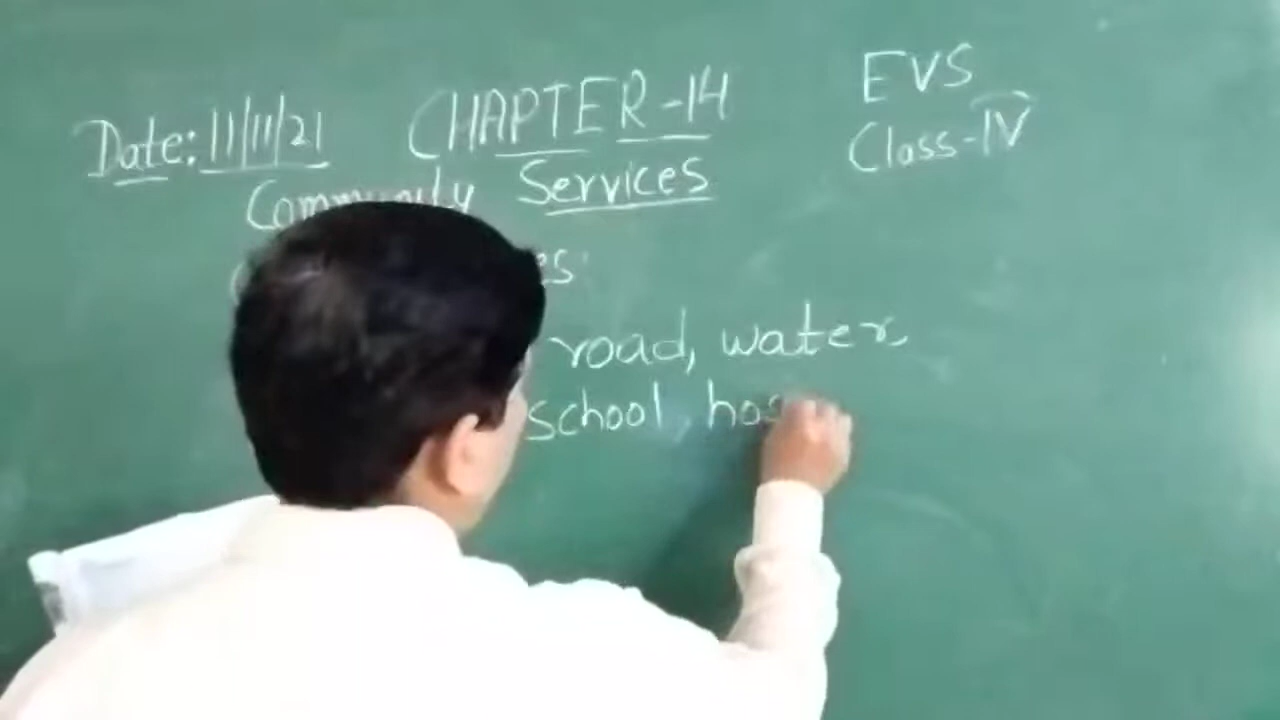 Date: 11/11/21
CHAPTER-14
EVS
Class-IV
Community Services
road, water,
school, hos